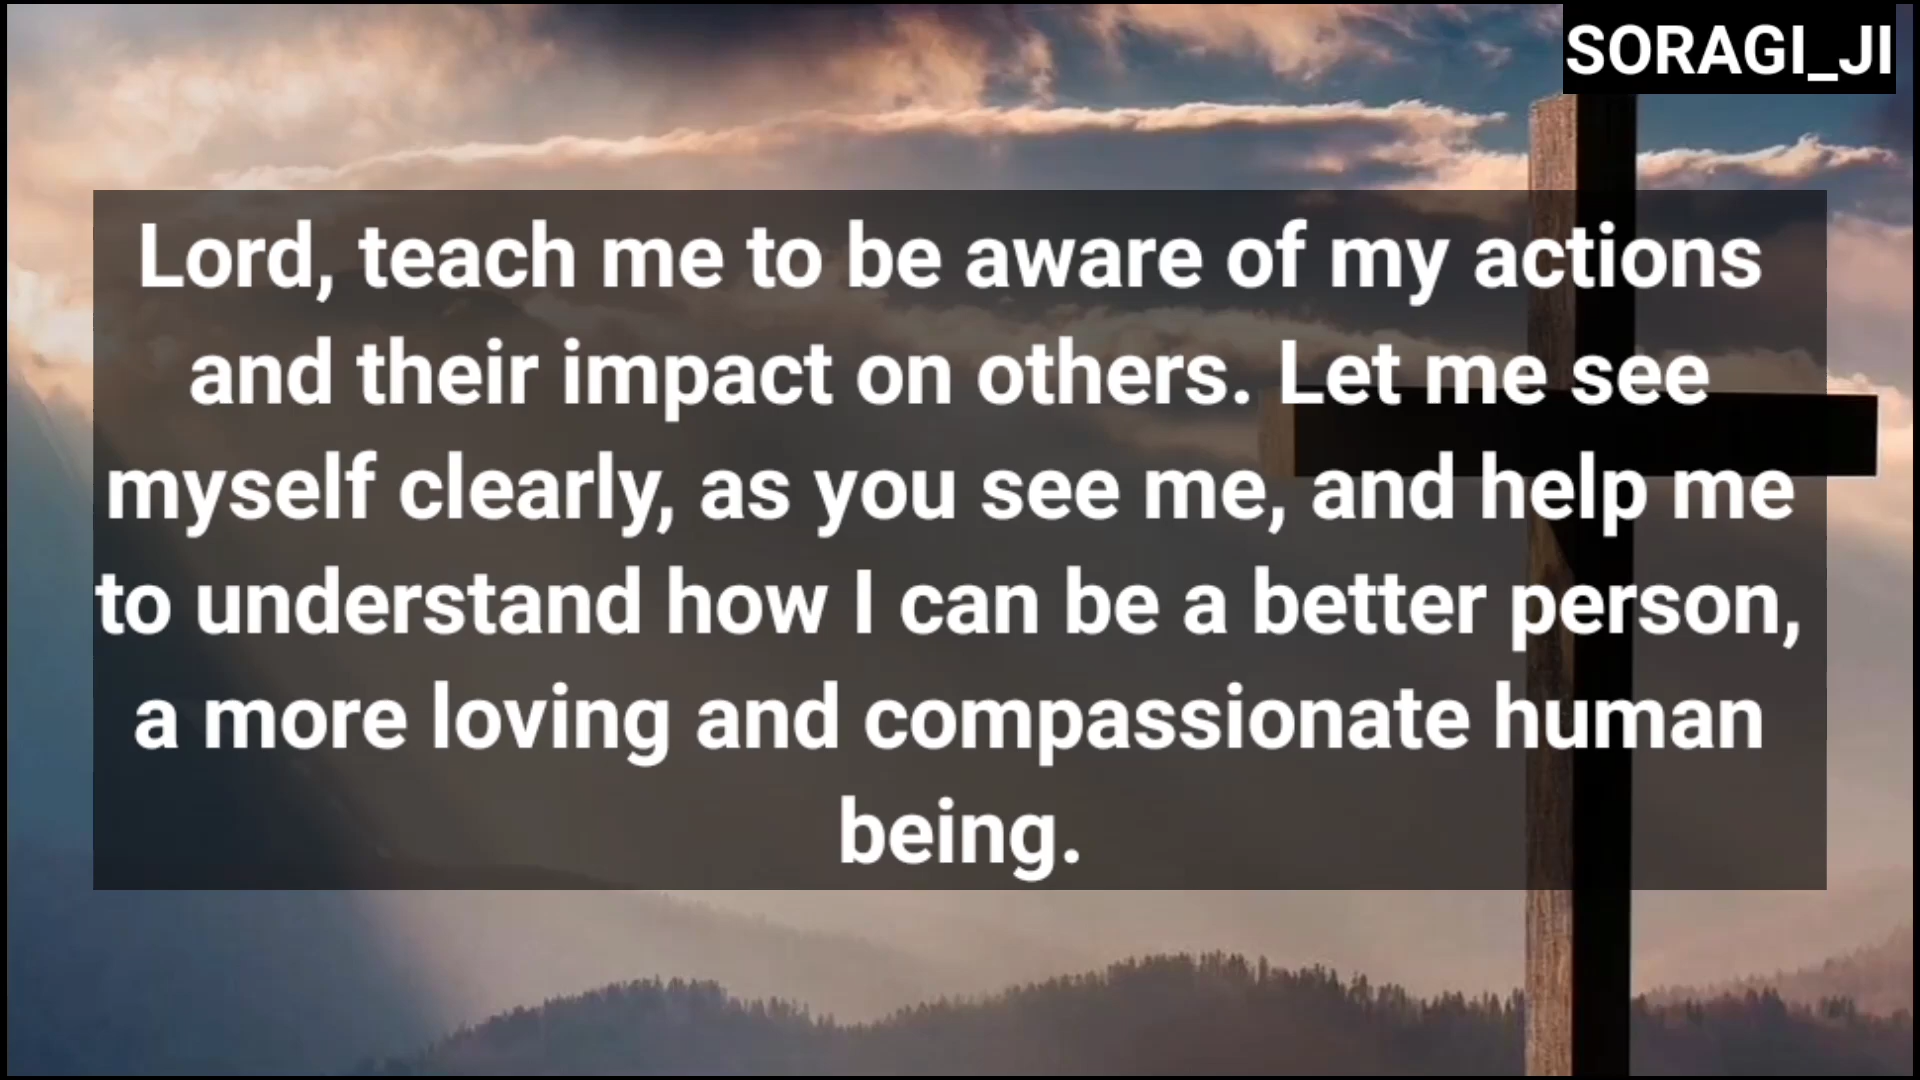 SORAGI_JI
Lord, teach me to be aware of my actions
and their impact on others. Let me see
myself clearly, as you see me, and help me
to understand how I can be a better person,
a more loving and compassionate human
being.